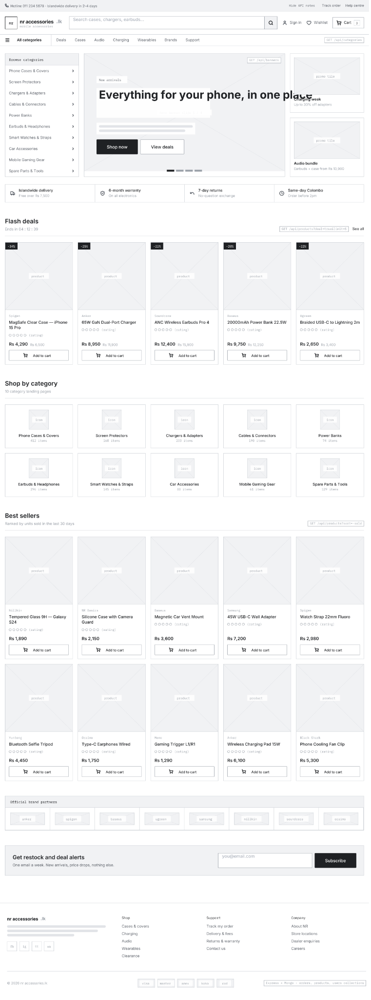 Hotline 011 234 5678 - Islandwide delivery in 2–4 days
Hide API notes
Track order
Help centre
nr
nr accessories .lk
mobile accessories
Search cases, chargers, earbuds...
Sign in
Wishlist
Cart 3
All categories
Deals
Cases
Audio
Charging
Wearables
Brands
Support
GET /api/categories
Browse categories
Phone Cases & Covers
Screen Protectors
Chargers & Adapters
Cables & Connectors
Power Banks
Earbuds & Headphones
Smart Watches & Straps
Car Accessories
Mobile Gaming Gear
Spare Parts & Tools
GET /api/banners
New arrivals
Everything for your phone, in one place
Shop now
View deals
promo tile
Charging week
Up to 30% off adapters
promo tile
Audio bundle
Earbuds + case from Rs 13,900
Islandwide delivery
Free over Rs 7,500
6-month warranty
On all electronics
7-day returns
No-question exchange
Same-day Colombo
Order before 2pm
Flash deals
Ends in 04 : 12 : 39
GET /api/products?deal=true&limit=5
See all
-34%
-25%
-22%
-20%
-22%
product
product
product
product
product
Spigen
MagSafe Clear Case — iPhone
15 Pro
(rating)
Rs 4,290 Rs 6,500
Add to cart
Anker
65W GaN Dual-Port Charger
(rating)
Rs 8,950 Rs 11,900
Add to cart
Soundcore
ANC Wireless Earbuds Pro 4
(rating)
Rs 12,400 Rs 15,900
Add to cart
Baseus
20000mAh Power Bank 22.5W
(rating)
Rs 9,750 Rs 12,250
Add to cart
Ugreen
Braided USB-C to Lightning 2m
(rating)
Rs 2,650 Rs 3,400
Add to cart
Shop by category
10 category landing pages
icon
Phone Cases & Covers
412 items
icon
Screen Protectors
168 items
icon
Chargers & Adapters
233 items
icon
Cables & Connectors
190 items
icon
Power Banks
74 items
icon
Earbuds & Headphones
296 items
icon
Smart Watches & Straps
145 items
icon
Car Accessories
88 items
icon
Mobile Gaming Gear
61 items
icon
Spare Parts & Tools
129 items
Best sellers
Ranked by units sold in the last 30 days
GET /api/products?sort=-sold
product
product
product
product
product
Nillkin
Tempered Glass 9H — Galaxy
S24
(rating)
Rs 1,890
Add to cart
NR Basics
Silicone Case with Camera
Guard
(rating)
Rs 2,150
Add to cart
Baseus
Magnetic Car Vent Mount
(rating)
Rs 3,600
Add to cart
Samsung
45W USB-C Wall Adapter
(rating)
Rs 7,200
Add to cart
Spigen
Watch Strap 22mm Fluoro
(rating)
Rs 2,980
Add to cart
product
product
product
product
product
Yunteng
Bluetooth Selfie Tripod
(rating)
Rs 4,450
Add to cart
Oraimo
Type-C Earphones Wired
(rating)
Rs 1,750
Add to cart
Memo
Gaming Trigger L1/R1
(rating)
Rs 1,290
Add to cart
Anker
Wireless Charging Pad 15W
(rating)
Rs 6,100
Add to cart
Black Shark
Phone Cooling Fan Clip
(rating)
Rs 5,300
Add to cart
Official brand partners
anker
spigen
baseus
ugreen
samsung
nillkin
soundcore
oraimo
Get restock and deal alerts
One email a week. New arrivals, price drops, nothing else.
you@email.com
Subscribe
nr accessories .lk
fb
ig
tt
wa
Shop
Cases & covers
Charging
Audio
Wearables
Clearance
Support
Track my order
Delivery & fees
Returns & warranty
Contact us
Company
About NR
Store locations
Dealer enquiries
Careers
© 2026 nr accessories.lk
visa
master
amex
koko
cod
Express + Mongo - orders, products, users collections